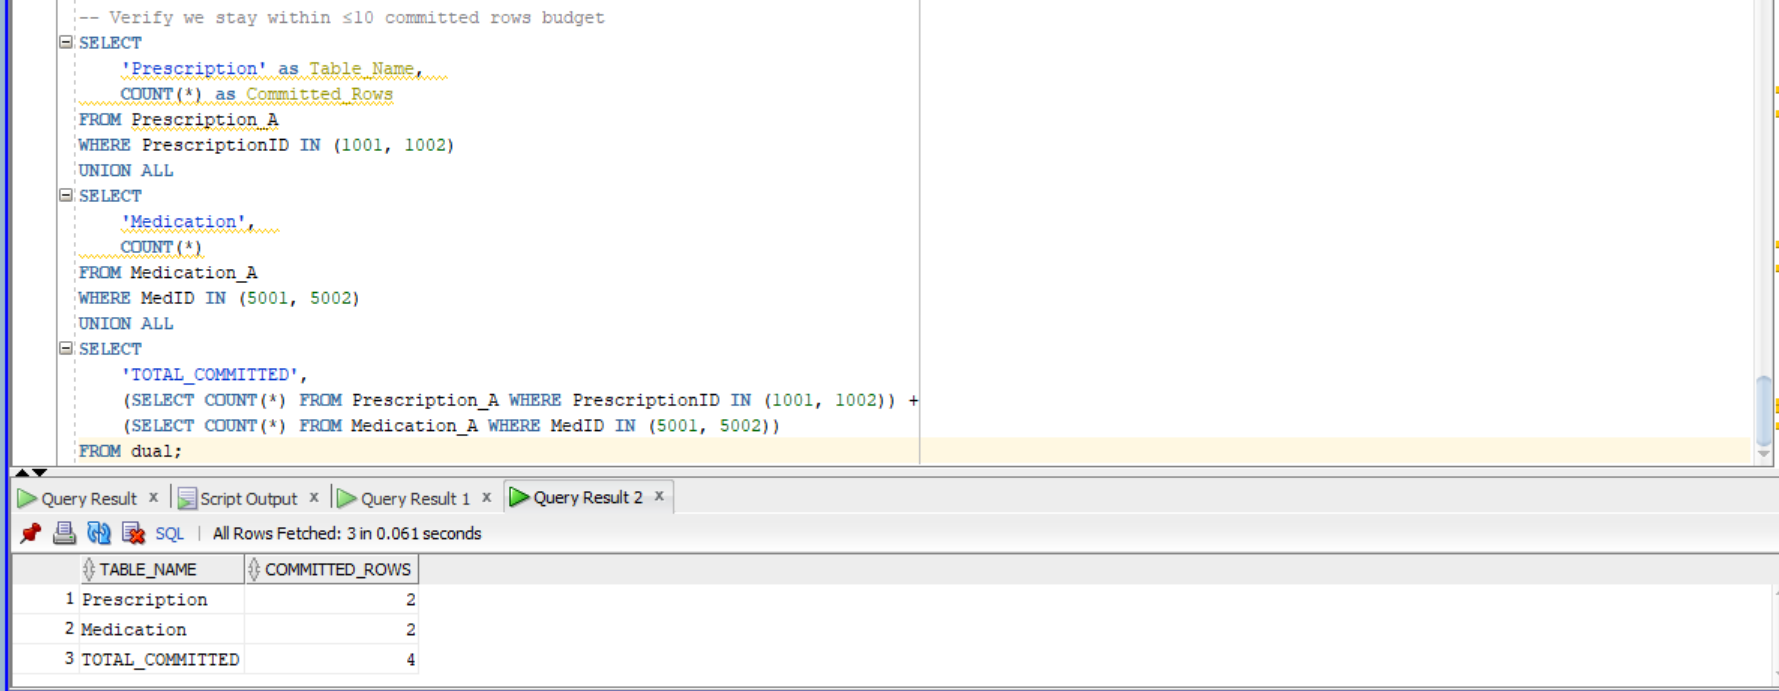 -- Verify we stay within ≤10 committed rows budget
SELECT
'Prescription' as Table_Name,
COUNT(*) as Committed_Rows
FROM Prescription_A
WHERE PrescriptionID IN (1001, 1002)
UNION ALL
SELECT
'Medication',
COUNT(*)
FROM Medication_A
WHERE MedID IN (5001, 5002)
UNION ALL
SELECT
'TOTAL_COMMITTED',
(SELECT COUNT(*) FROM Prescription_A WHERE PrescriptionID IN (1001, 1002)) +
(SELECT COUNT(*) FROM Medication_A WHERE MedID IN (5001, 5002))
FROM dual;
Query Result x Script Output x Query Result 1 x Query Result 2 x
SQL | All Rows Fetched: 3 in 0.061 seconds
TABLE_NAME COMMITTED_ROWS
1 Prescription 2
2 Medication 2
3 TOTAL_COMMITTED 4